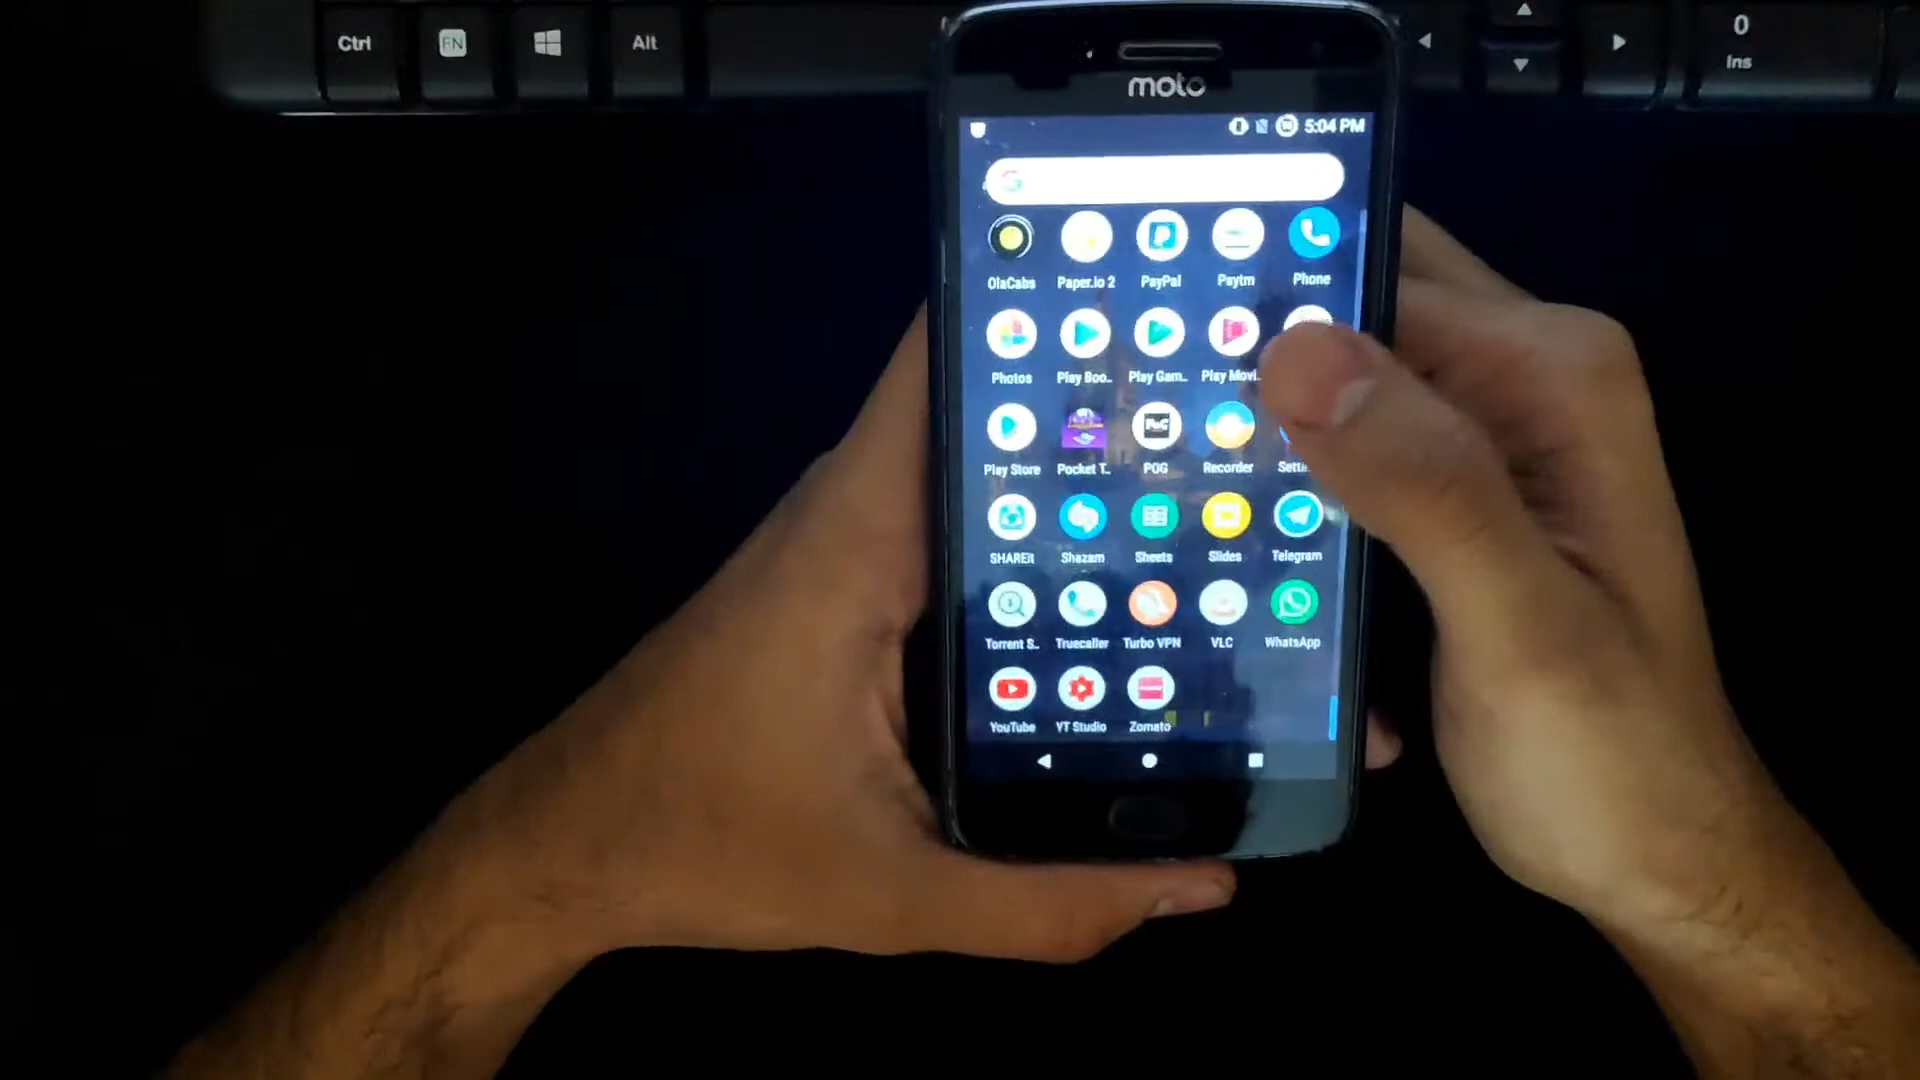 Ctrl FN Alt 0
Ins
moto
5:04 PM
OlaCabs Paper.io 2 PayPal Paytm Phone
Photos Play Boo.. Play Gam.. Play Movi..
Play Store Pocket T.. POG Recorder Setti
SHAREit Shazam Sheets Slides Telegram
Torrent S.. Truecaller Turbo VPN VLC WhatsApp
YouTube YT Studio Zomato